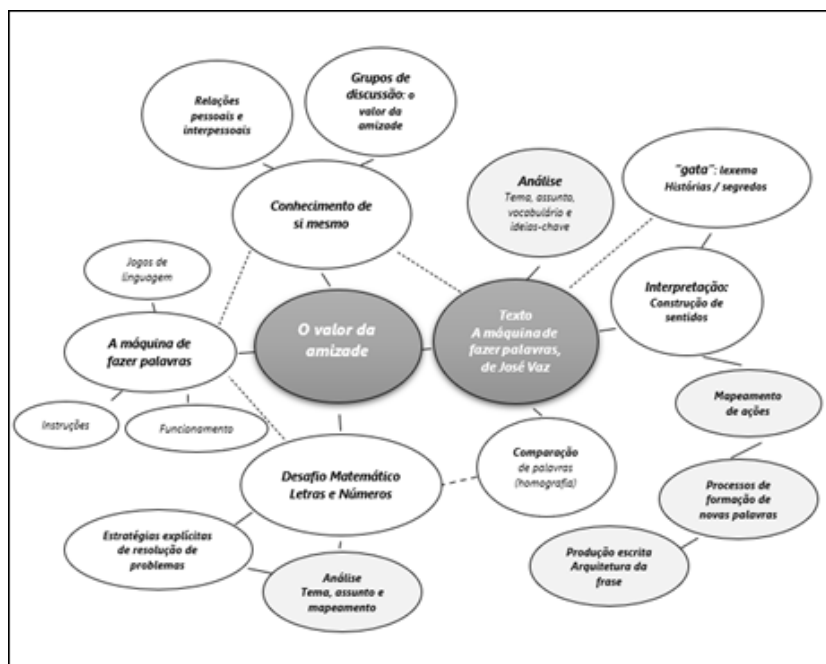 Relações
pessoais e
interpessoais
Grupos de
discussão: o
valor da
amizade
Conhecimento de
si mesmo
Análise
Tema, assunto,
vocabulário e
ideias-chave
"gata": lexema
Histórias / segredos
Jogos de
linguagem
Interpretação:
Construção de
sentidos
A máquina de
fazer palavras
O valor da
amizade
Texto
A máquina de
fazer palavras,
de José Vaz
Instruções
Funcionamento
Mapeamento
de ações
Desafio Matemático
Letras e Números
Comparação
de palavras
(homografia)
Processos de
formação de
novas palavras
Estratégias explícitas
de resolução de
problemas
Análise
Tema, assunto e
mapeamento
Produção escrita
Arquitetura da
frase